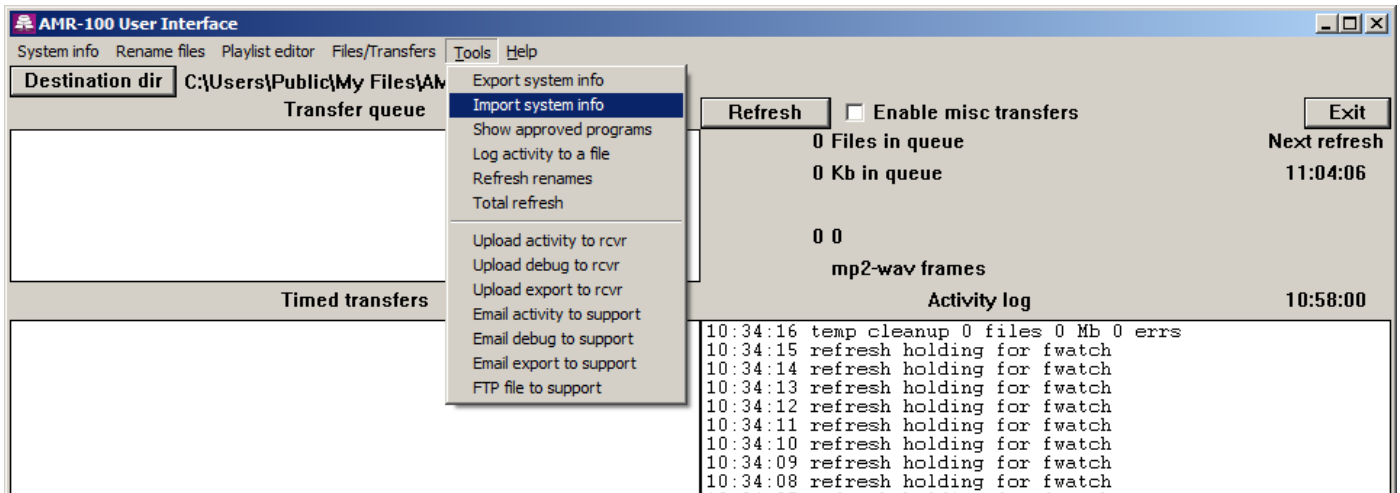 AMR-100 User Interface
System info Rename files Playlist editor Files/Transfers Tools Help
Destination dir C:\Users\Public\My Files\AM
Transfer queue
Export system info
Import system info
Show approved programs
Log activity to a file
Refresh renames
Total refresh
Upload activity to rcvr
Upload debug to rcvr
Upload export to rcvr
Email activity to support
Email debug to support
Email export to support
FTP file to support
Refresh Enable misc transfers Exit
0 Files in queue Next refresh
0 Kb in queue 11:04:06
0 0
mp2-wav frames
Timed transfers Activity log 10:58:00
10:34:16 temp cleanup 0 files 0 Mb 0 errs
10:34:15 refresh holding for fwatch
10:34:14 refresh holding for fwatch
10:34:13 refresh holding for fwatch
10:34:12 refresh holding for fwatch
10:34:11 refresh holding for fwatch
10:34:10 refresh holding for fwatch
10:34:09 refresh holding for fwatch
10:34:08 refresh holding for fwatch